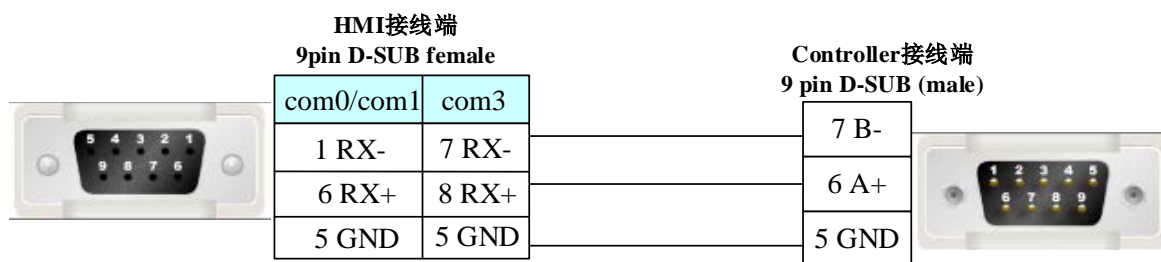 HMI接线端
9pin D-SUB female
Controller接线端
9 pin D-SUB (male)
com0/com1 com3
1 RX- 7 RX-
7 B-
6 RX+ 8 RX+
6 A+
5 GND 5 GND
5 GND
5 4 3 2 1
9 8 7 6
1 2 3 4 5
6 7 8 9